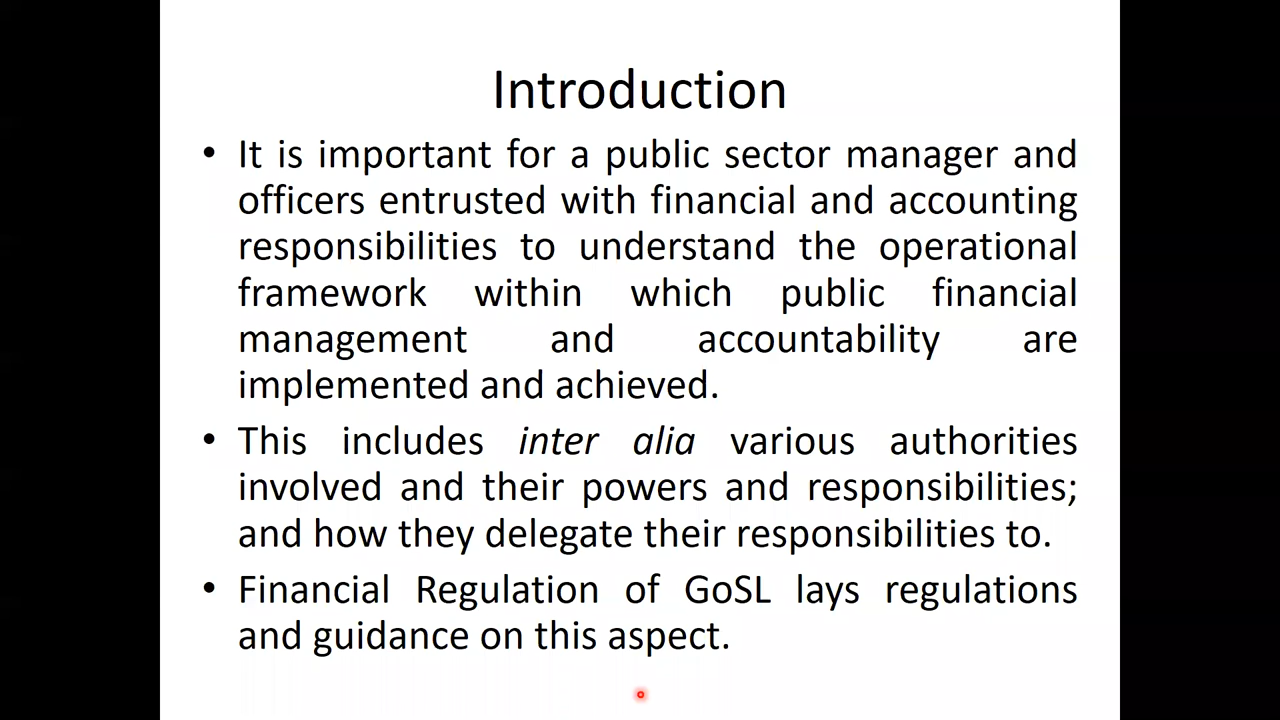 Introduction
• It is important for a public sector manager and
officers entrusted with financial and accounting
responsibilities to understand the operational
framework within which public financial
management and accountability are
implemented and achieved.
• This includes inter alia various authorities
involved and their powers and responsibilities;
and how they delegate their responsibilities to.
• Financial Regulation of GoSL lays regulations
and guidance on this aspect.